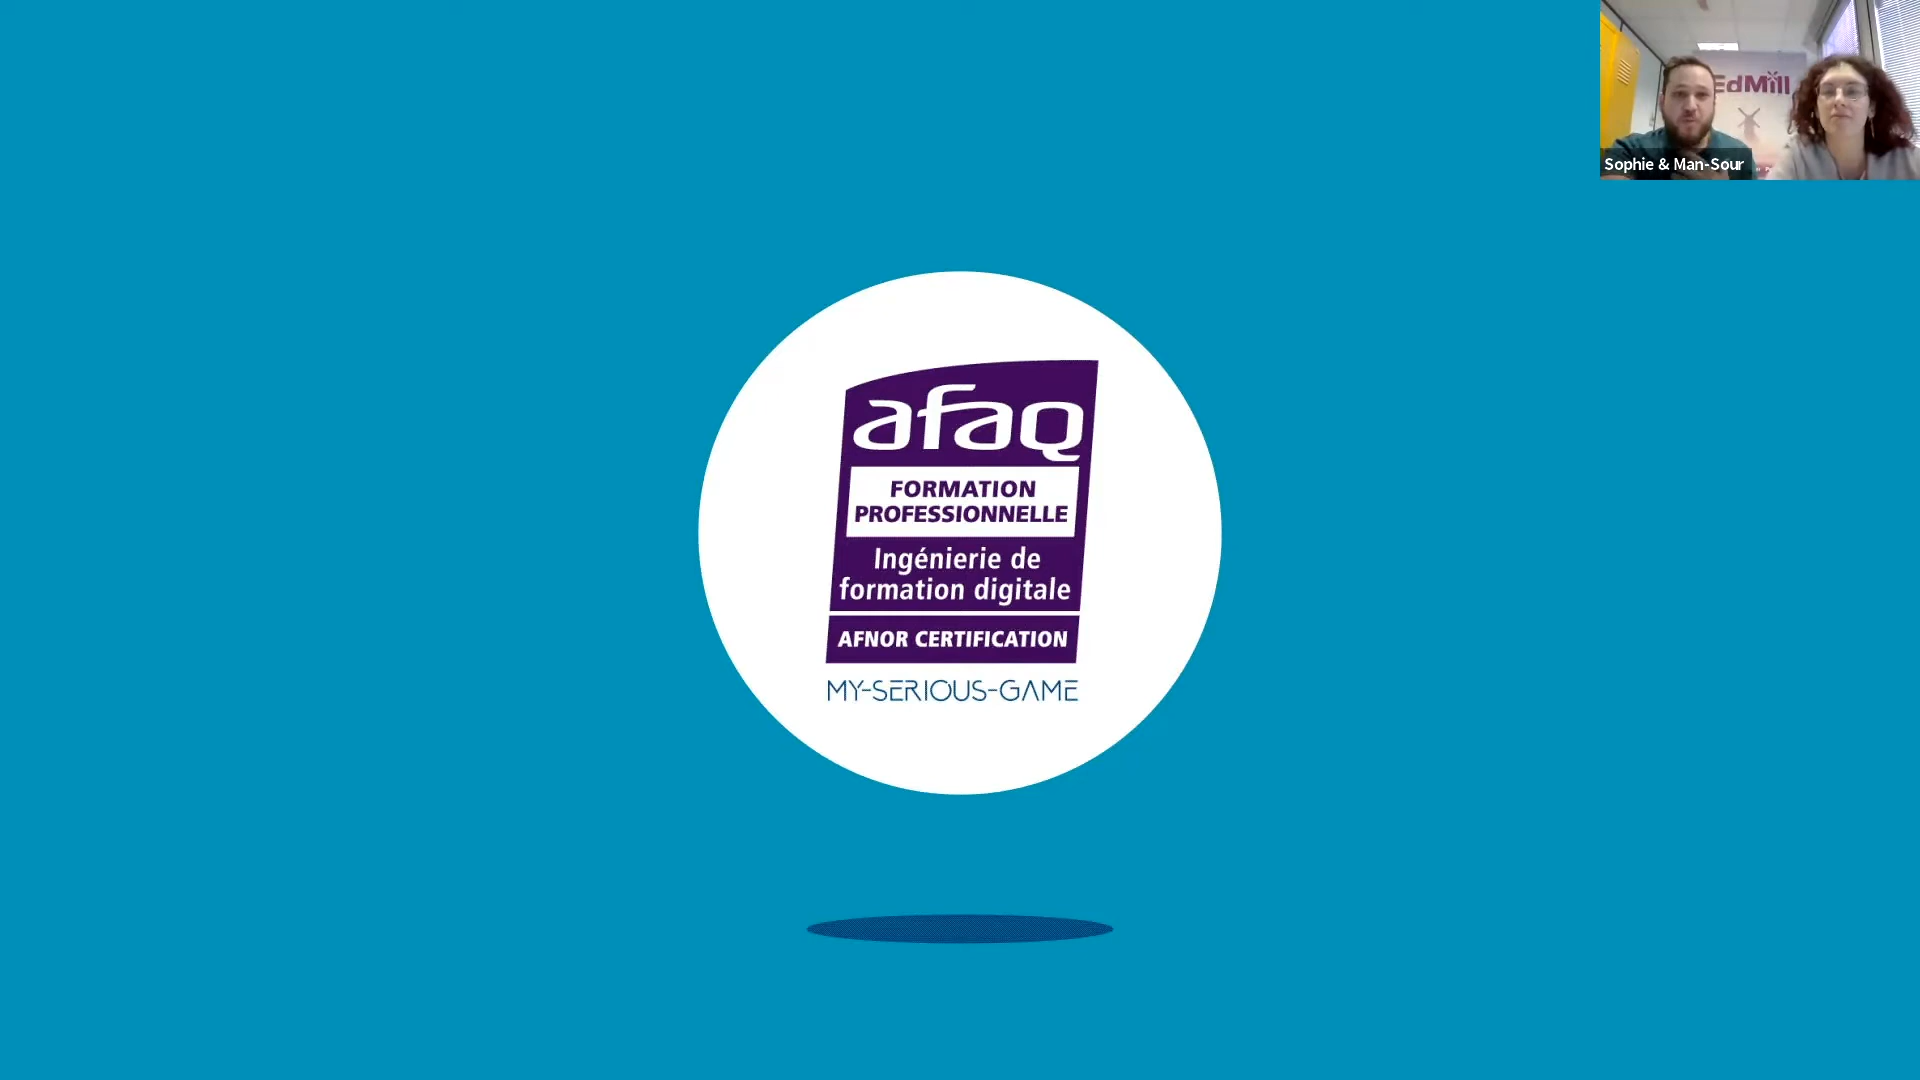 EdMill
Sophie & Man-Sour
afaq
FORMATION
PROFESSIONNELLE
Ingénierie de
formation digitale
AFNOR CERTIFICATION
MY-SERIOUS-GAME